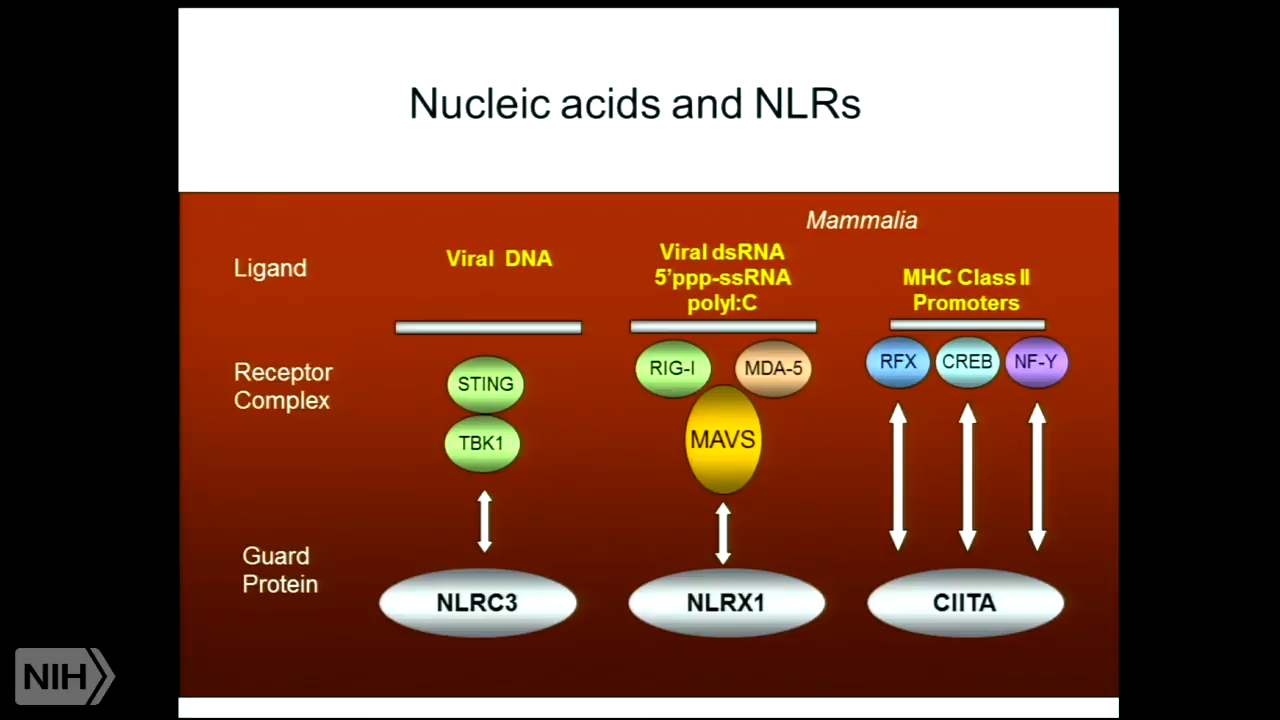 Nucleic acids and NLRs
Mammalia
Ligand
Viral DNA
Viral dsRNA
5’ppp-ssRNA
polyI:C
MHC Class II
Promoters
Receptor
Complex
STING
TBK1
RIG-I
MDA-5
MAVS
RFX
CREB
NF-Y
Guard
Protein
NLRC3
NLRX1
CIITA
NIH